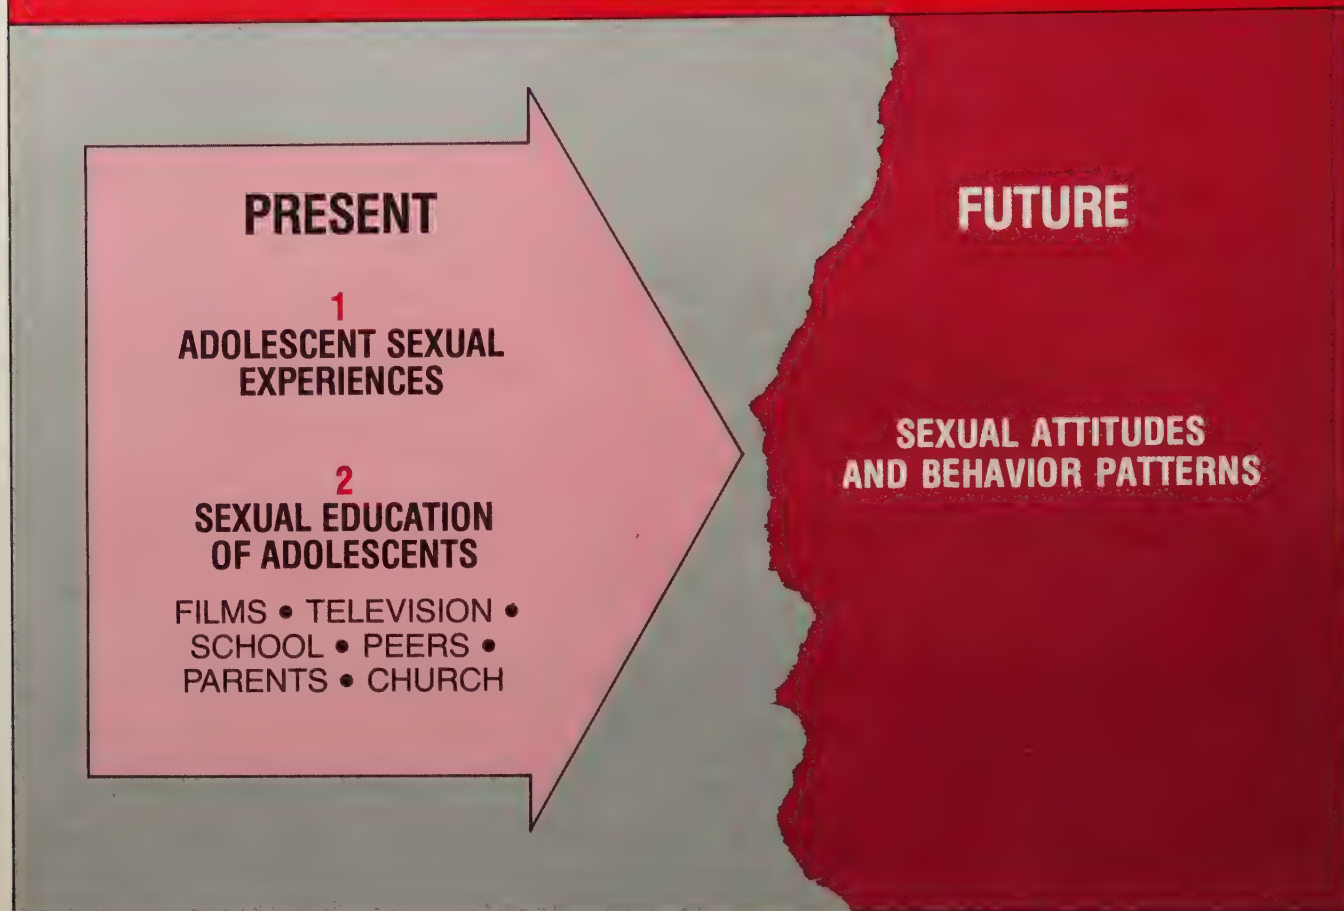 PRESENT
1
ADOLESCENT SEXUAL
EXPERIENCES
2
SEXUAL EDUCATION
OF ADOLESCENTS
FILMS • TELEVISION •
SCHOOL • PEERS •
PARENTS • CHURCH
FUTURE
SEXUAL ATTITUDES
AND BEHAVIOR PATTERNS